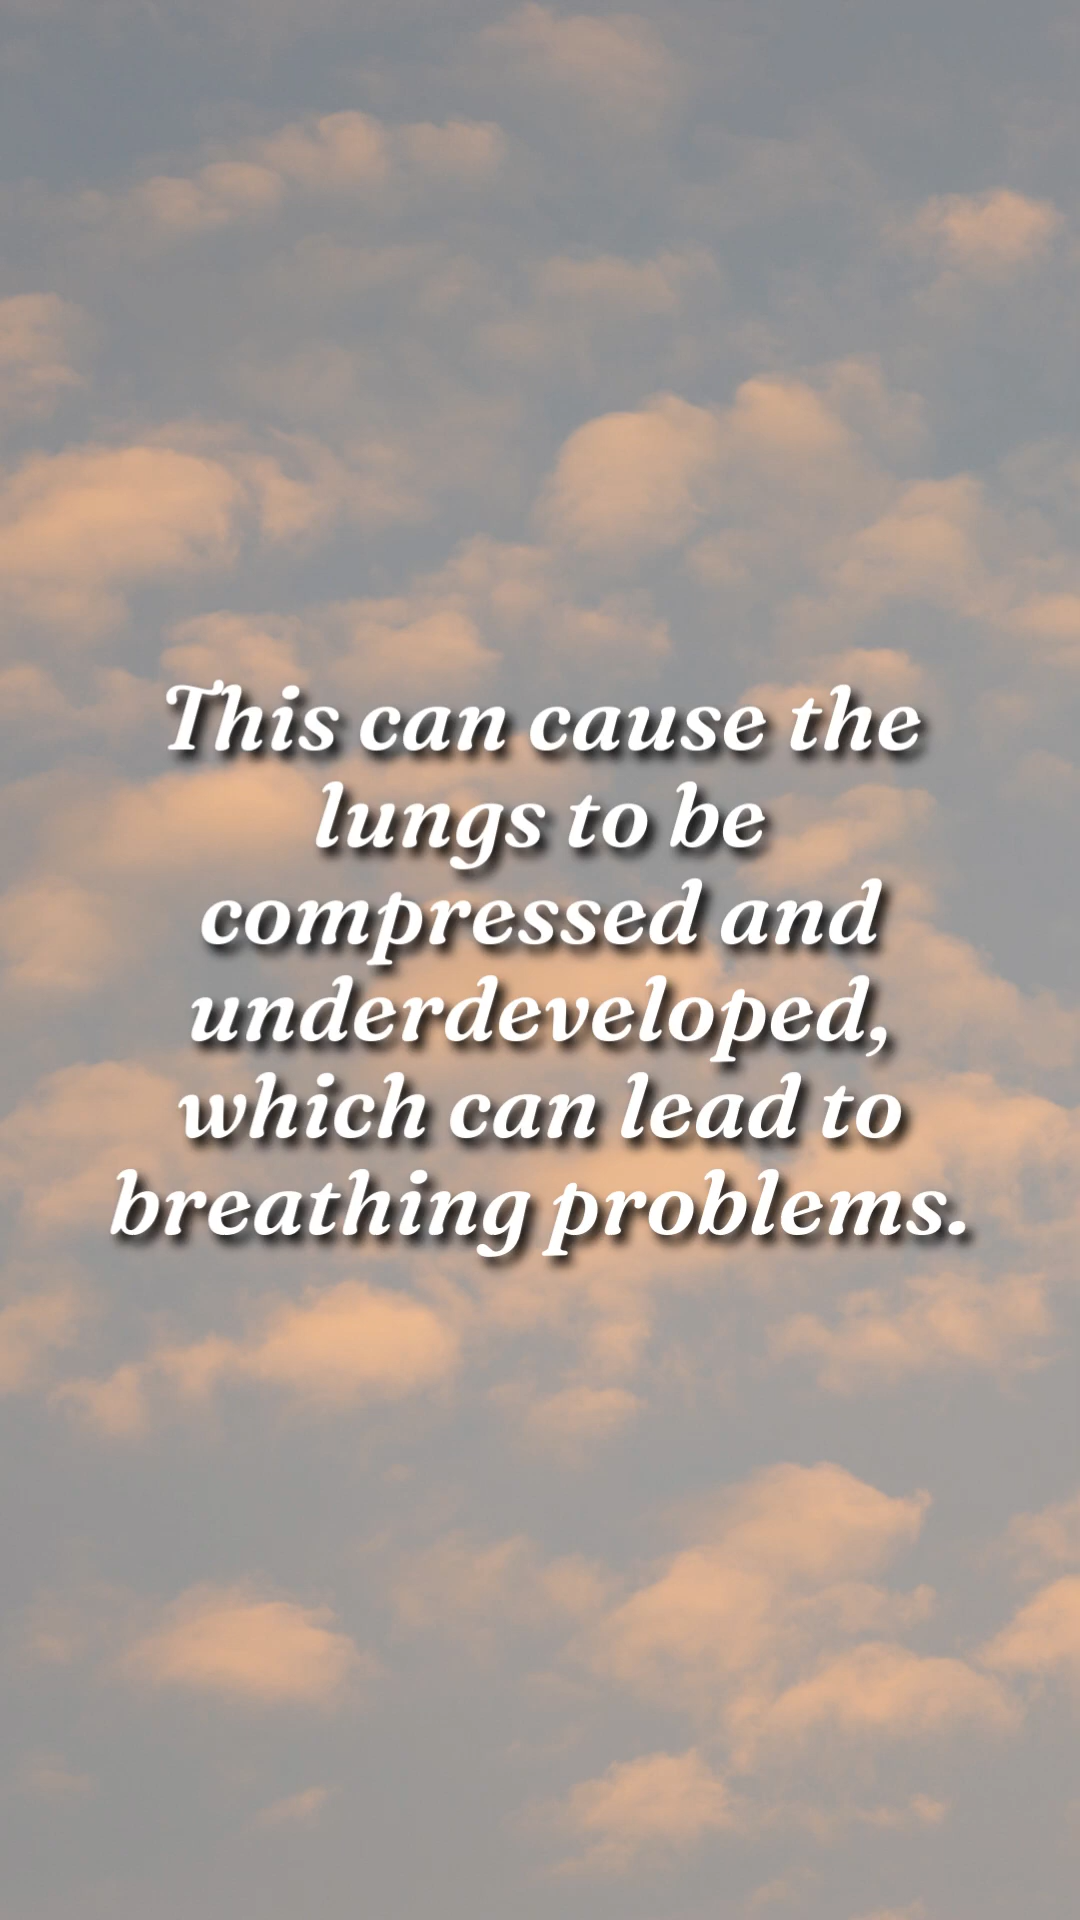 This can cause the
lungs to be
compressed and
underdeveloped,
which can lead to
breathing problems.